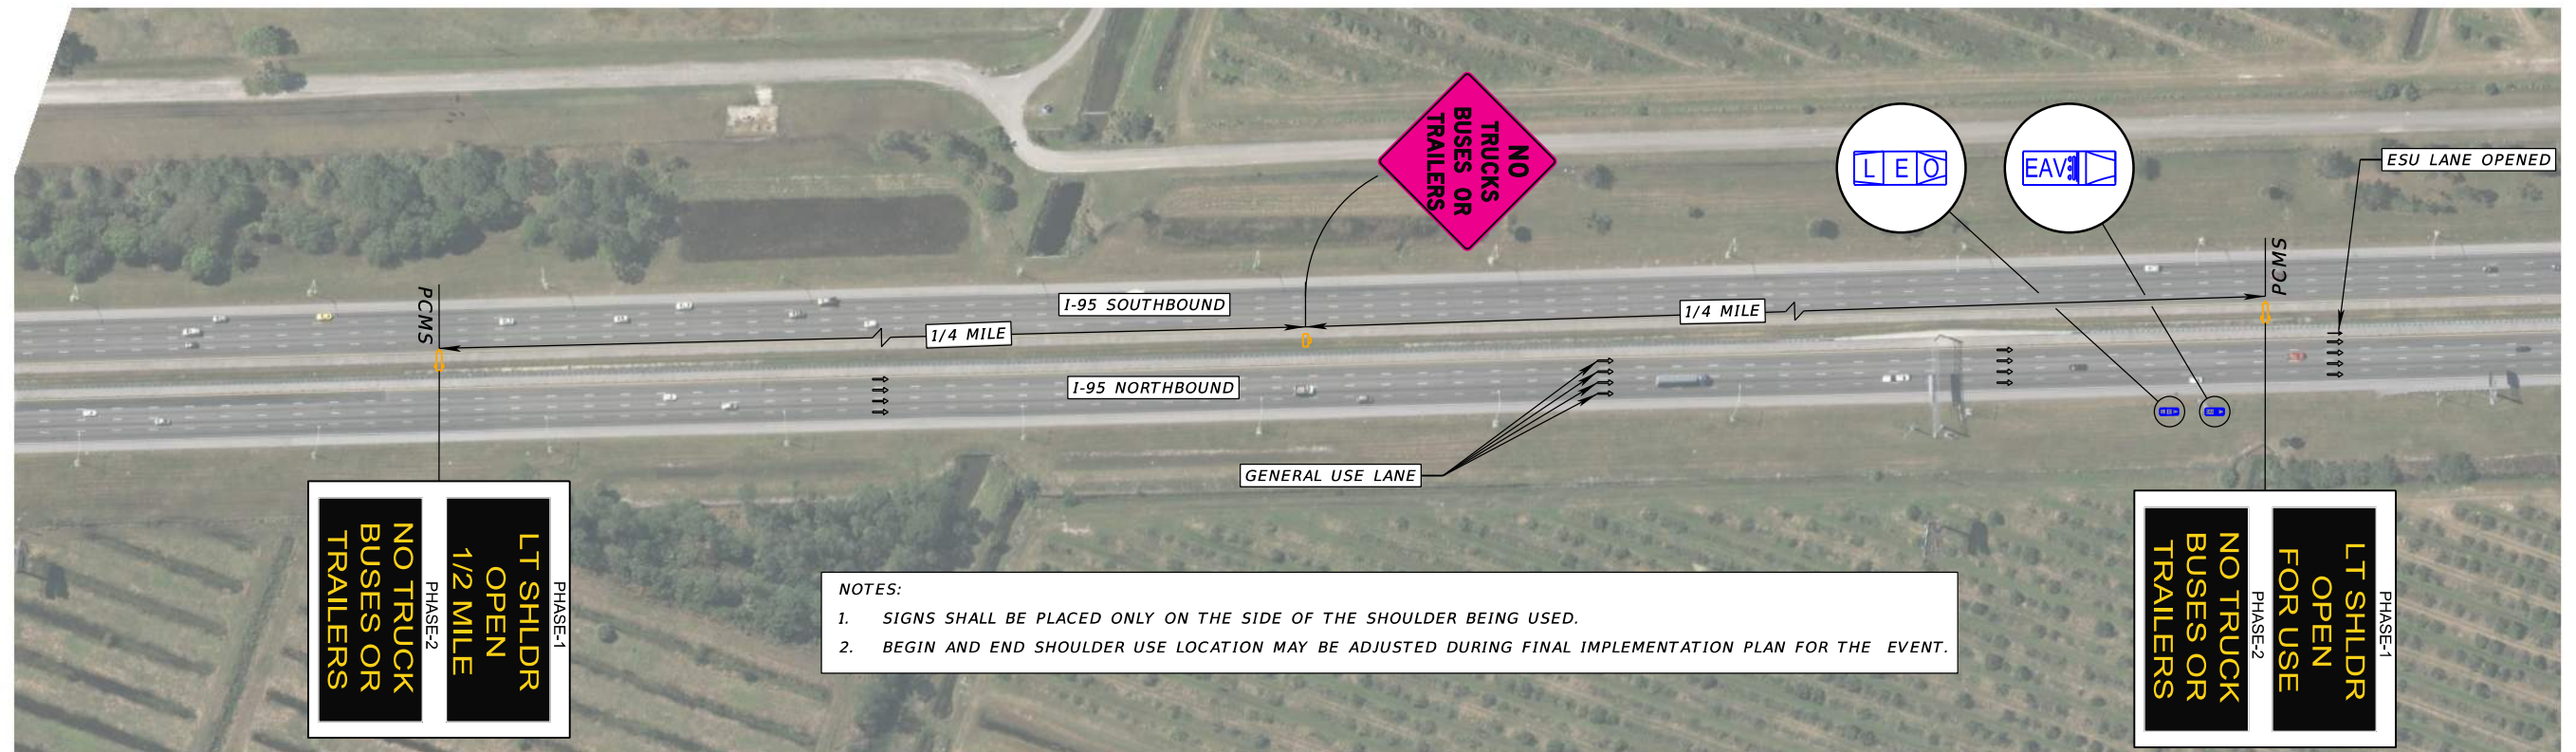 NO
TRUCKS
BUSES OR
TRAILERS
L E O
EAV
ESU LANE OPENED
PCMS
PCMS
I-95 SOUTHBOUND
1/4 MILE
1/4 MILE
I-95 NORTHBOUND
GENERAL USE LANE
PHASE-1
LT SHLDR
OPEN
1/2 MILE
PHASE-2
NO TRUCK
BUSES OR
TRAILERS
NOTES:
1. SIGNS SHALL BE PLACED ONLY ON THE SIDE OF THE SHOULDER BEING USED.
2. BEGIN AND END SHOULDER USE LOCATION MAY BE ADJUSTED DURING FINAL IMPLEMENTATION PLAN FOR THE EVENT.
PHASE-1
LT SHLDR
OPEN
FOR USE
PHASE-2
NO TRUCK
BUSES OR
TRAILERS